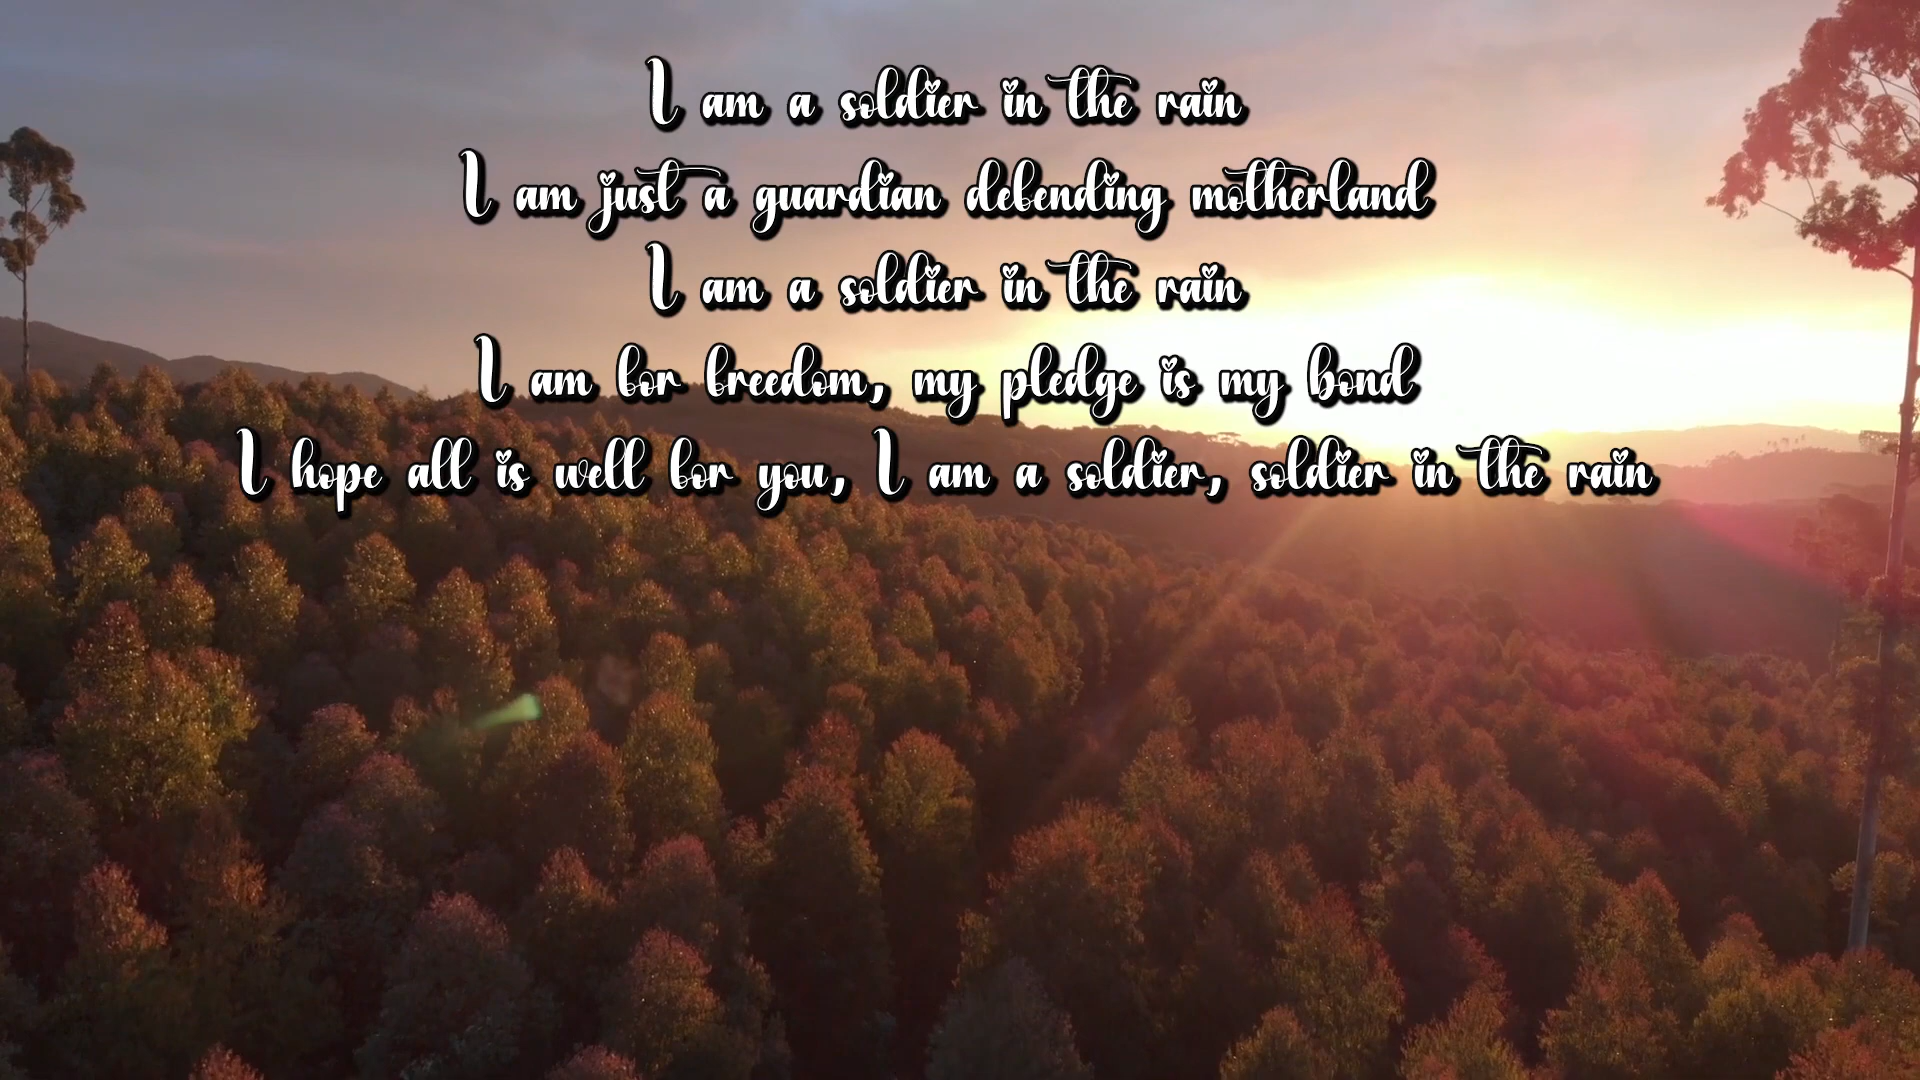 I am a soldier in the rain
I am just a guardian defending motherland
I am a soldier in the rain
I am for freedom, my pledge is my bond
I hope all is well for you, I am a soldier, soldier in the rain